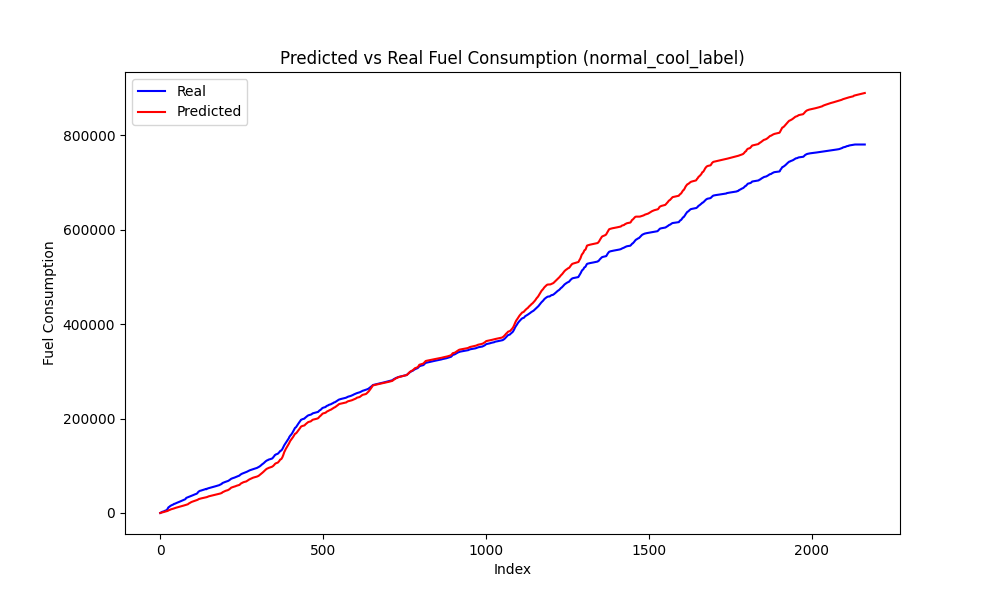 Predicted vs Real Fuel Consumption (normal_cool_label)
Real
Predicted
Fuel Consumption
800000
600000
400000
200000
0
0 500 1000 1500 2000
Index